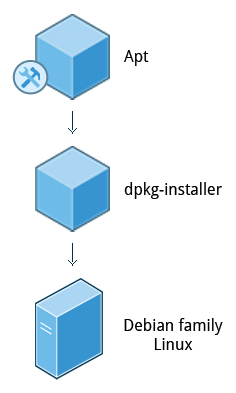 Apt
dpkg-installer
Debian family
Linux